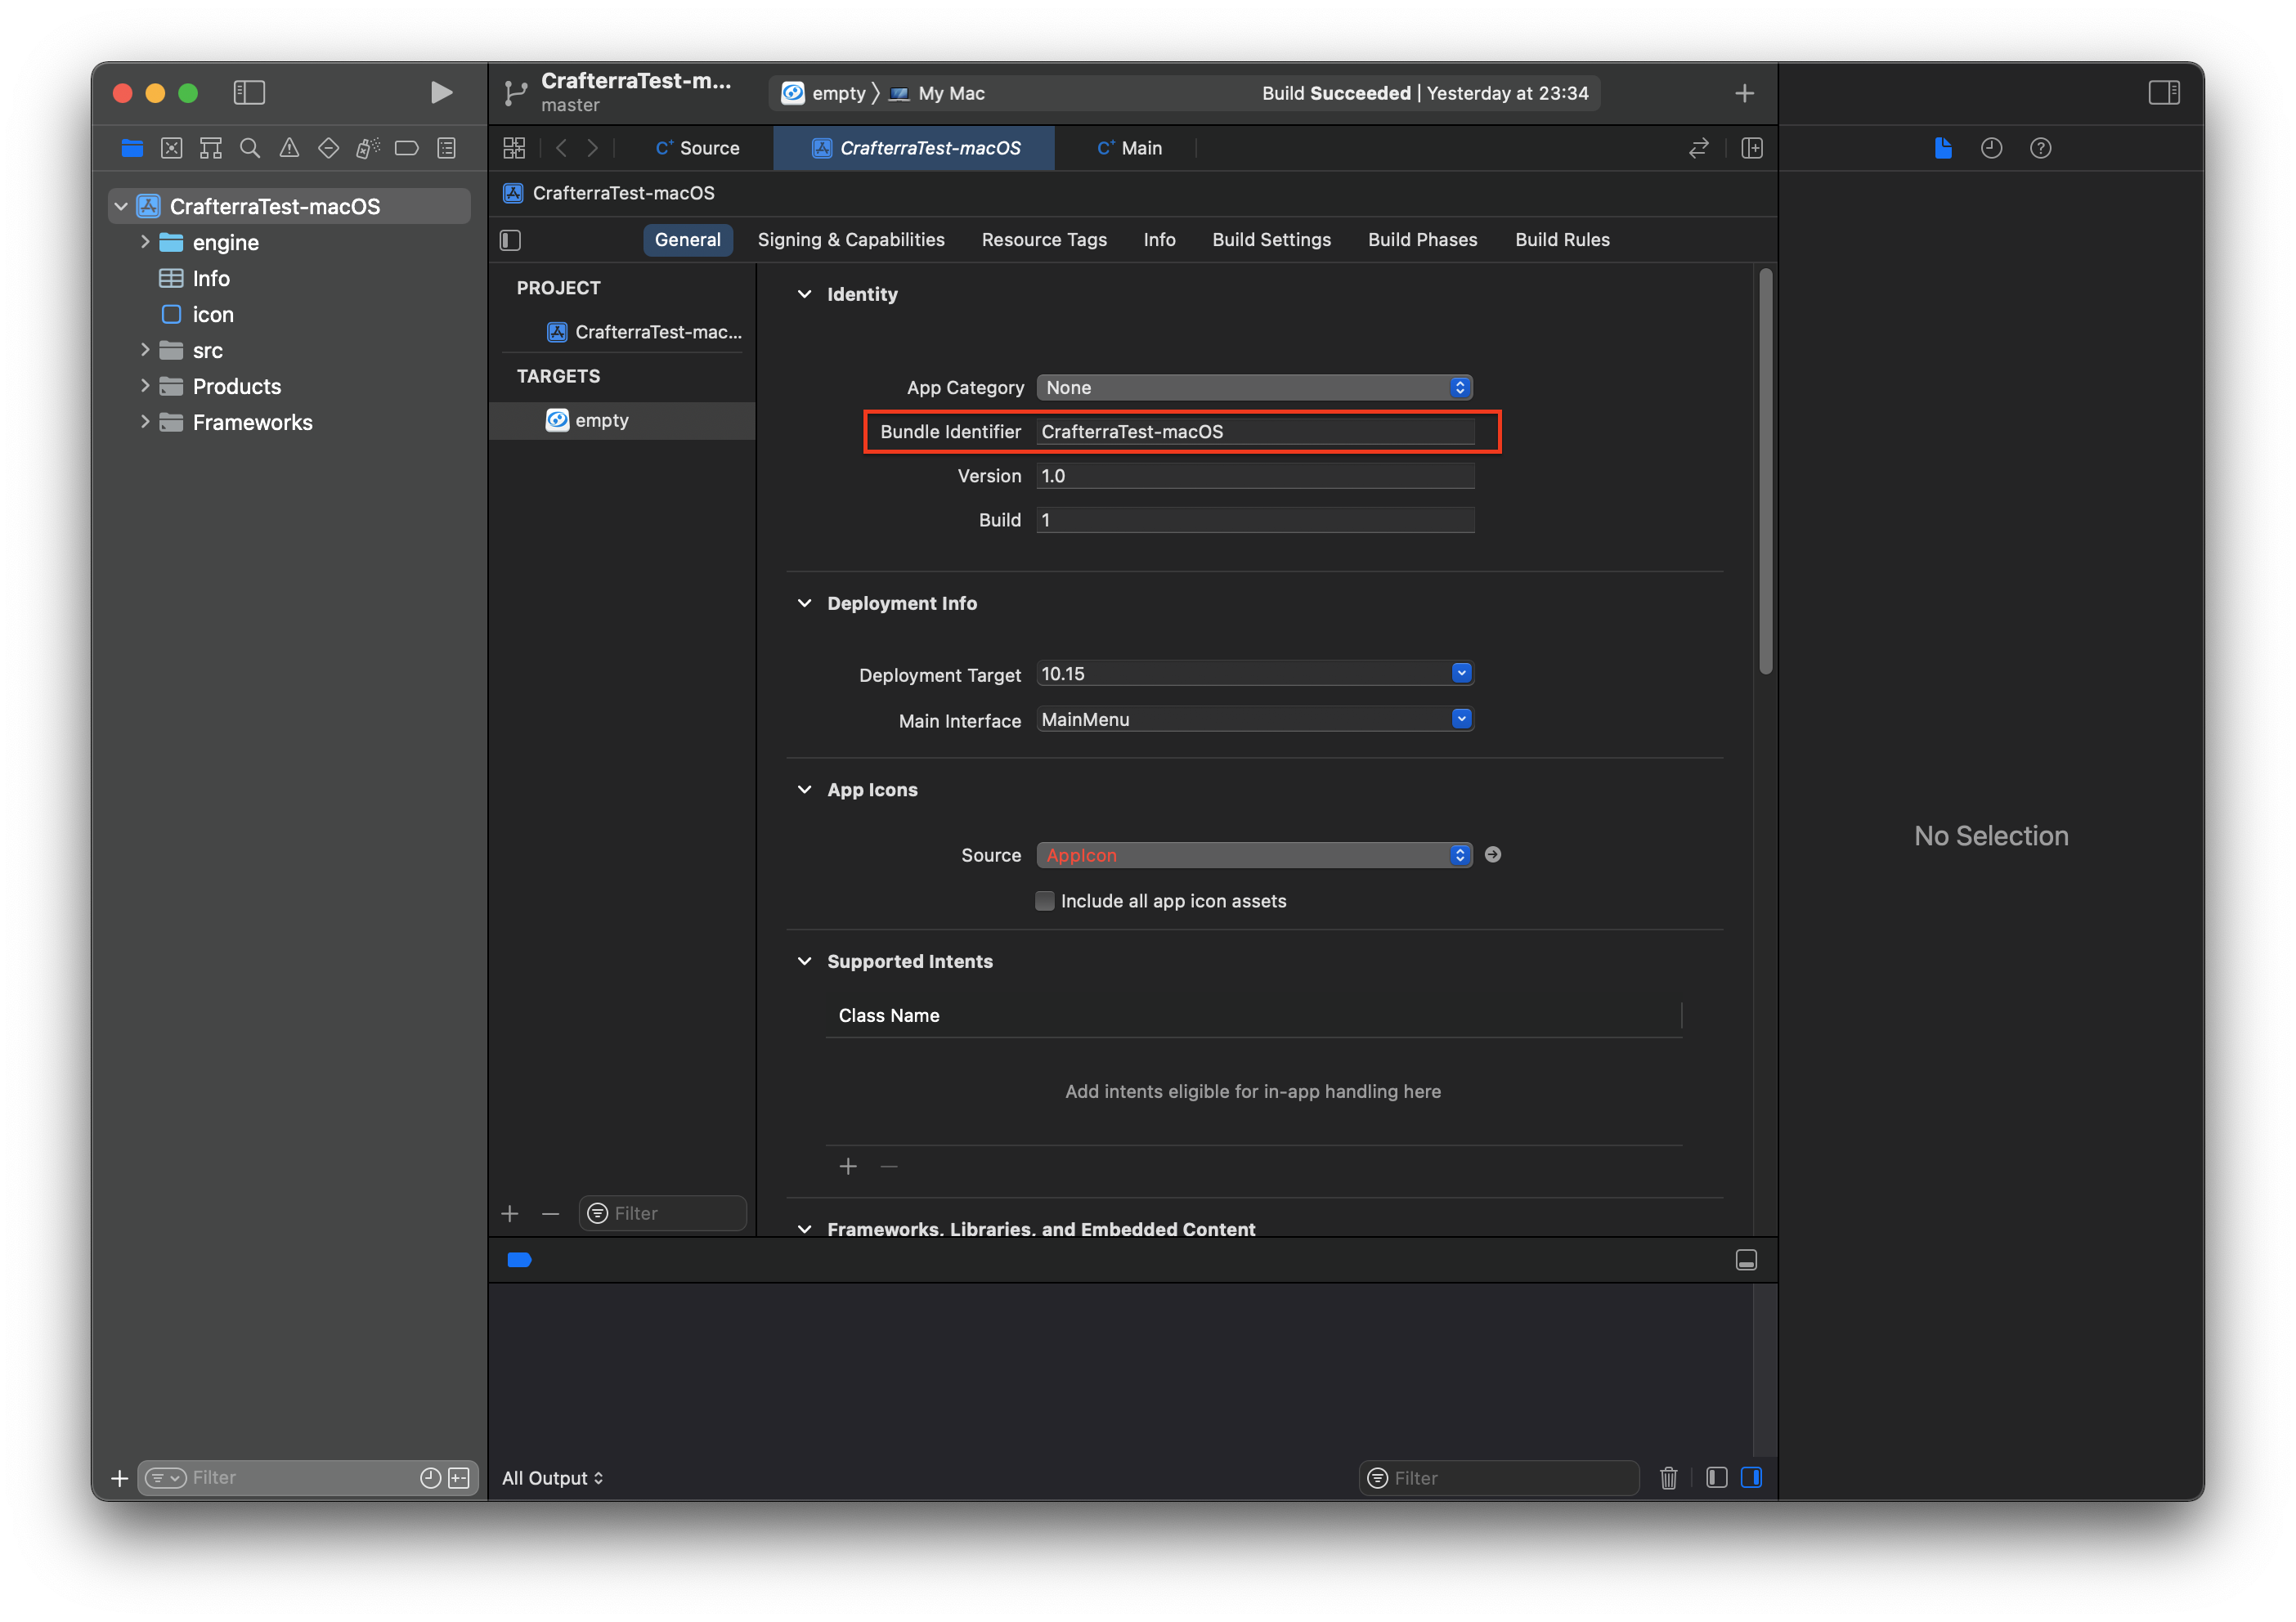 CrafterraTest-m...
master
empty
My Mac
Build Succeeded | Yesterday at 23:34
Source
CrafterraTest-macOS
Main
CrafterraTest-macOS
engine
Info
icon
src
Products
Frameworks
CrafterraTest-macOS
General
Signing & Capabilities
Resource Tags
Info
Build Settings
Build Phases
Build Rules
PROJECT
CrafterraTest-mac...
TARGETS
empty
Filter
Identity
App Category None
Bundle Identifier CrafterraTest-macOS
Version 1.0
Build 1
Deployment Info
Deployment Target 10.15
Main Interface MainMenu
App Icons
Source AppIcon
Include all app icon assets
Supported Intents
Class Name
Add intents eligible for in-app handling here
Frameworks, Libraries, and Embedded Content
No Selection
Filter
All Output
Filter